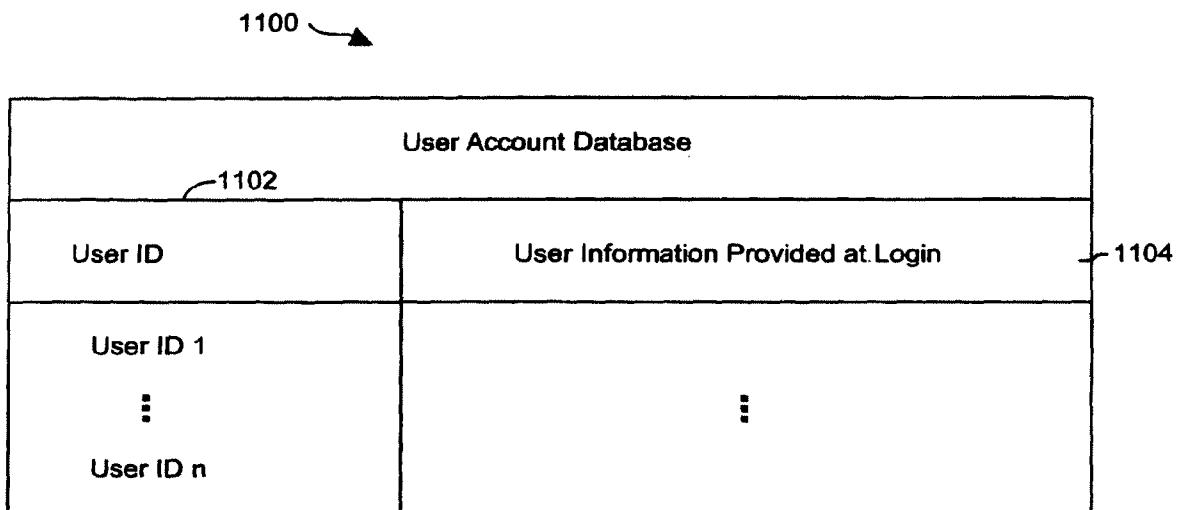 1100
User Account Database
1102
User ID
User Information Provided at Login
1104
User ID 1
User ID n